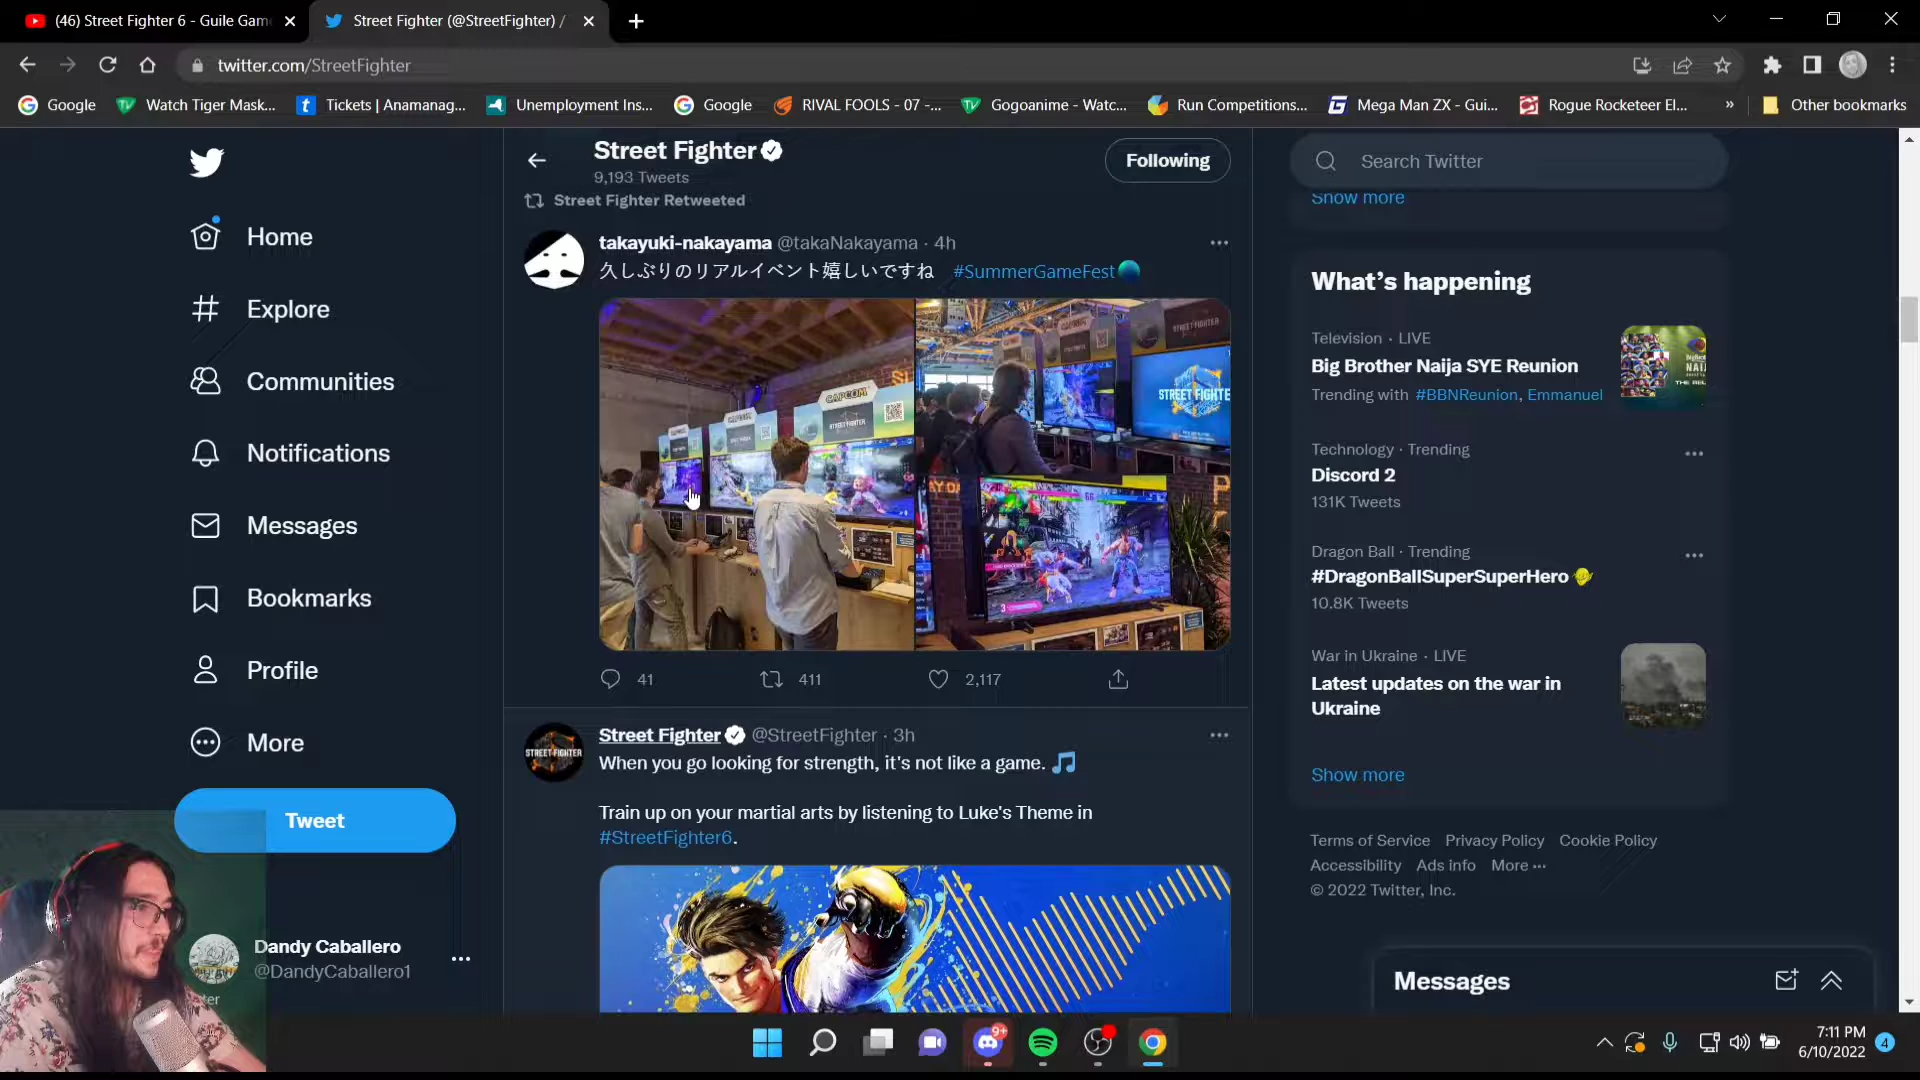 (46) Street Fighter 6 - Guile Gam
Street Fighter (@StreetFighter) /
twitter.com/StreetFighter
Google
Watch Tiger Mask...
Tickets | Anamanag...
Unemployment Ins...
Google
RIVAL FOOLS - 07 -...
Gogoanime - Watc...
Run Competitions...
Mega Man ZX - Gui...
Rogue Rocketeer El...
»
Other bookmarks
Home
Explore
Communities
Notifications
Messages
Bookmarks
Profile
More
Tweet
Dandy Caballero
@DandyCaballero1
Street Fighter
9,193 Tweets
Following
Street Fighter Retweeted
takayuki-nakayama @takaNakayama · 4h
久しぶりのリアルイベント嬉しいですね #SummerGameFest
CAPCOM
STREET FIGHTER
STREET FIGHTE
41
411
2,117
Street Fighter @StreetFighter · 3h
STREET FIGHTER
When you go looking for strength, it's not like a game.
Train up on your martial arts by listening to Luke's Theme in
#StreetFighter6.
Search Twitter
Show more
What's happening
Television · LIVE
Big Brother Naija SYE Reunion
Trending with #BBNReunion, Emmanuel
Technology · Trending
Discord 2
131K Tweets
Dragon Ball · Trending
#DragonBallSuperSuperHero
10.8K Tweets
War in Ukraine · LIVE
Latest updates on the war in
Ukraine
Show more
Terms of Service Privacy Policy Cookie Policy
Accessibility Ads info More ···
© 2022 Twitter, Inc.
Messages
9+
7:11 PM
6/10/2022
4